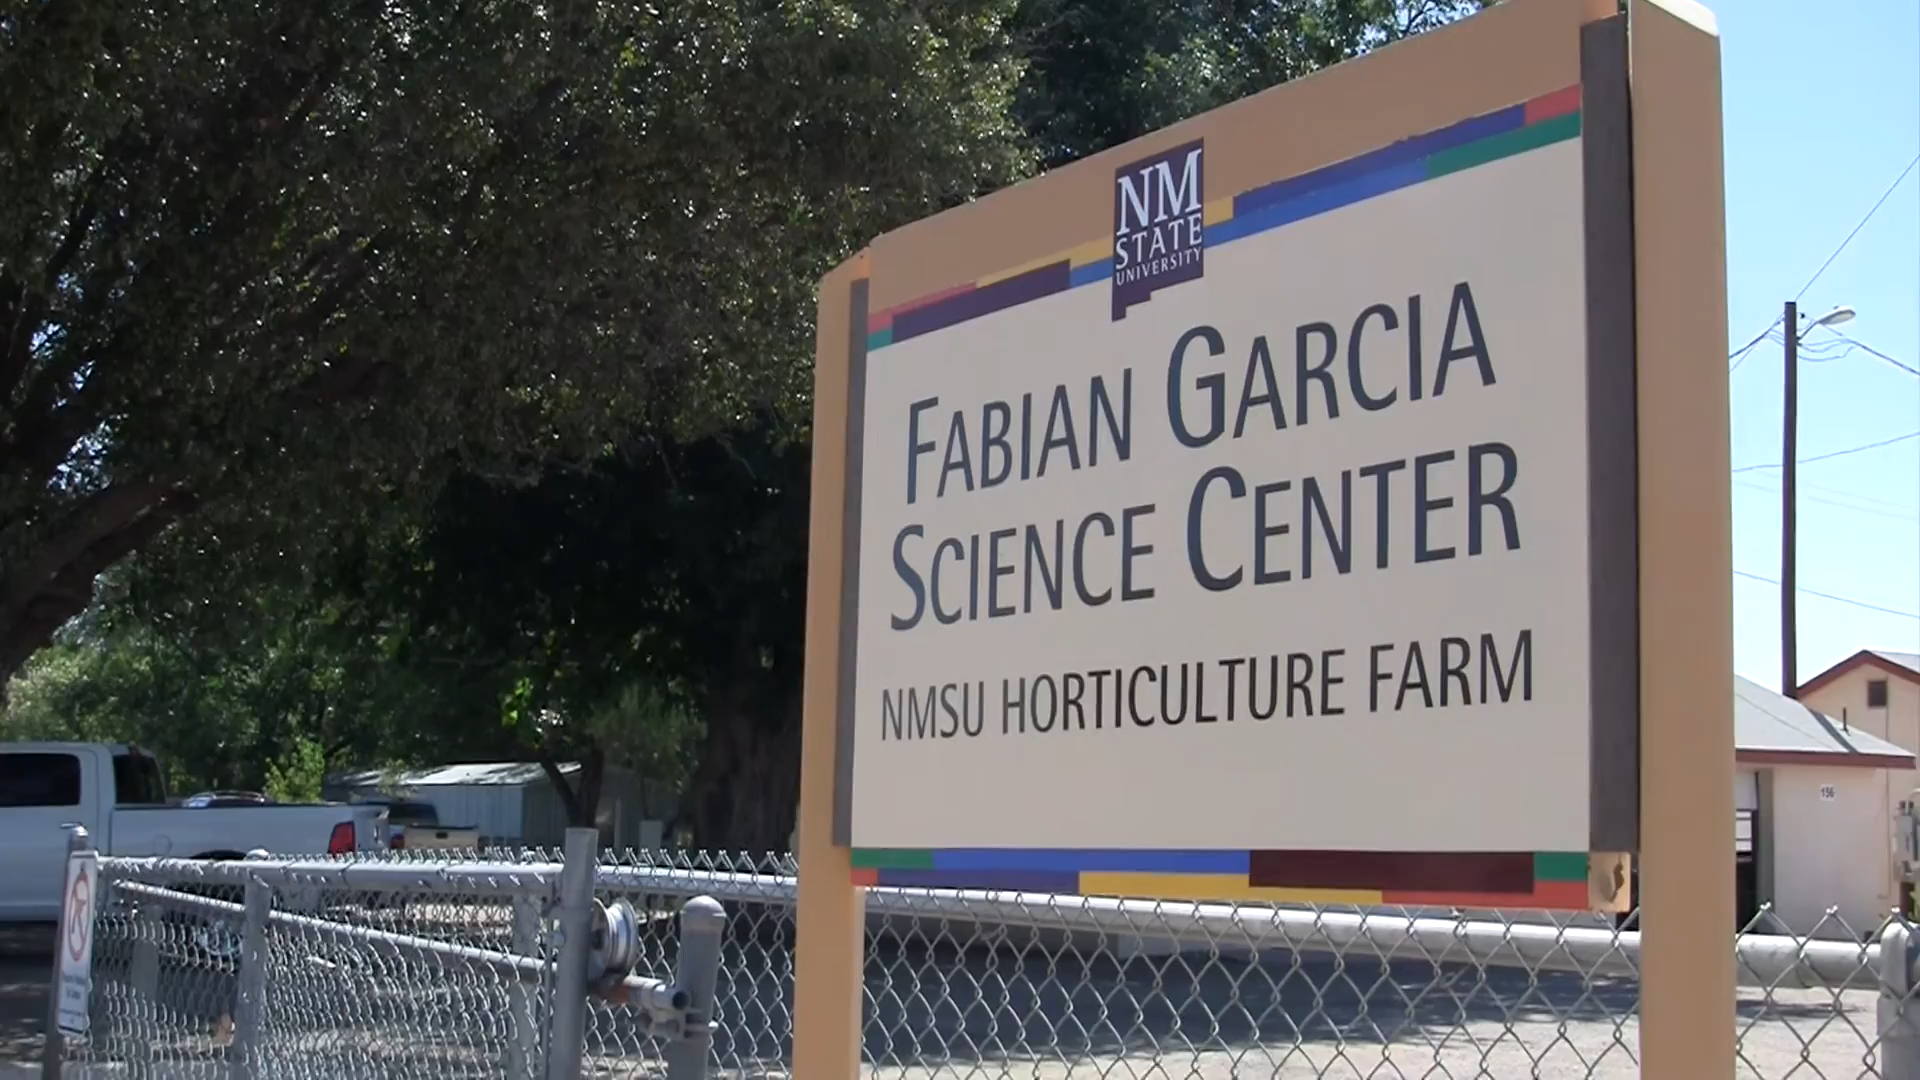 NM
STATE
UNIVERSITY
FABIAN GARCIA
SCIENCE CENTER
NMSU HORTICULTURE FARM
156